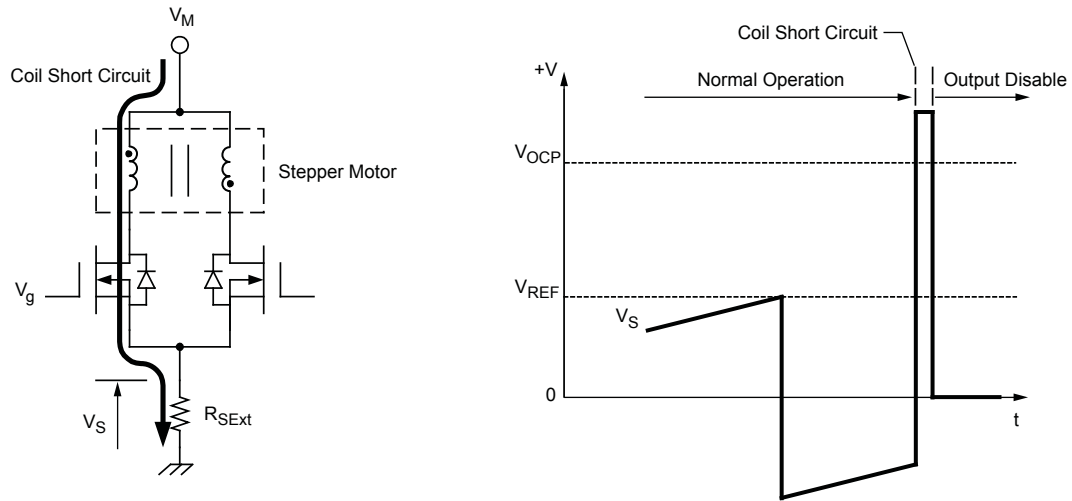 V_M
Coil Short Circuit
Stepper Motor
V_g
V_S
R_SExt
Coil Short Circuit
+V
Normal Operation
Output Disable
V_OCP
V_REF
V_S
0
t